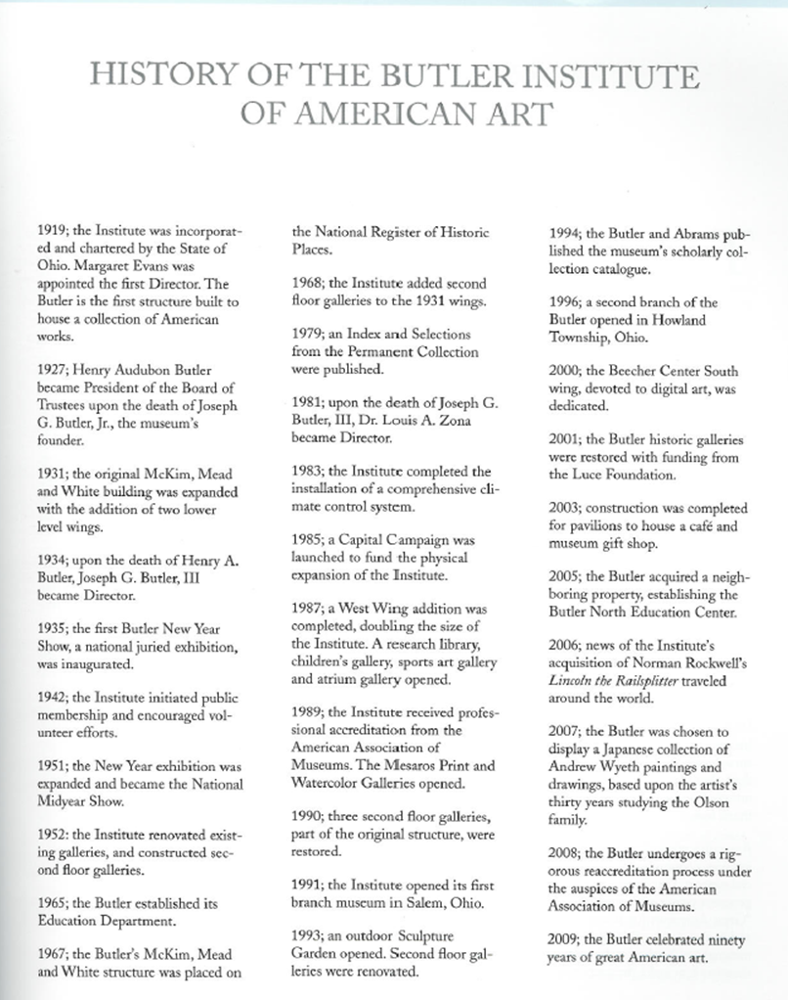 HISTORY OF THE BUTLER INSTITUTE
OF AMERICAN ART
1919; the Institute was incorporat-
ed and chartered by the State of
Ohio. Margaret Evans was
appointed the first Director. The
Butler is the first structure built to
house a collection of American
works.
1927; Henry Audubon Butler
became President of the Board of
Trustees upon the death of Joseph
G. Butler, Jr., the museum's
founder.
1931; the original McKim, Mead
and White building was expanded
with the addition of two lower
level wings.
1934; upon the death of Henry A.
Butler, Joseph G. Butler, III
became Director.
1935; the first Butler New Year
Show, a national juried exhibition,
was inaugurated.
1942; the Institute initiated public
membership and encouraged vol-
unteer efforts.
1951; the New Year exhibition was
expanded and became the National
Midyear Show.
1952: the Institute renovated exist-
ing galleries, and constructed sec-
ond floor galleries.
1965; the Butler established its
Education Department.
1967; the Butler's McKim, Mead
and White structure was placed on
the National Register of Historic
Places.
1968; the Institute added second
floor galleries to the 1931 wings.
1979; an Index and Selections
from the Permanent Collection
were published.
1981; upon the death of Joseph G.
Butler, III, Dr. Louis A. Zona
became Director.
1983; the Institute completed the
installation of a comprehensive cli-
mate control system.
1985; a Capital Campaign was
launched to fund the physical
expansion of the Institute.
1987; a West Wing addition was
completed, doubling the size of
the Institute. A research library,
children's gallery, sports art gallery
and atrium gallery opened.
1989; the Institute received profes-
sional accreditation from the
American Association of
Museums. The Mesaros Print and
Watercolor Galleries opened.
1990; three second floor galleries,
part of the original structure, were
restored.
1991; the Institute opened its first
branch museum in Salem, Ohio.
1993; an outdoor Sculpture
Garden opened. Second floor gal-
leries were renovated.
1994; the Butler and Abrams pub-
lished the museum's scholarly col-
lection catalogue.
1996; a second branch of the
Butler opened in Howland
Township, Ohio.
2000; the Beecher Center South
wing, devoted to digital art, was
dedicated.
2001; the Butler historic galleries
were restored with funding from
the Luce Foundation.
2003; construction was completed
for pavilions to house a café and
museum gift shop.
2005; the Butler acquired a neigh-
boring property, establishing the
Butler North Education Center.
2006; news of the Institute's
acquisition of Norman Rockwell's
Lincoln the Railsplitter traveled
around the world.
2007; the Butler was chosen to
display a Japanese collection of
Andrew Wyeth paintings and
drawings, based upon the artist's
thirty years studying the Olson
family.
2008; the Butler undergoes a rig-
orous reaccreditation process under
the auspices of the American
Association of Museums.
2009; the Butler celebrated ninety
years of great American art.